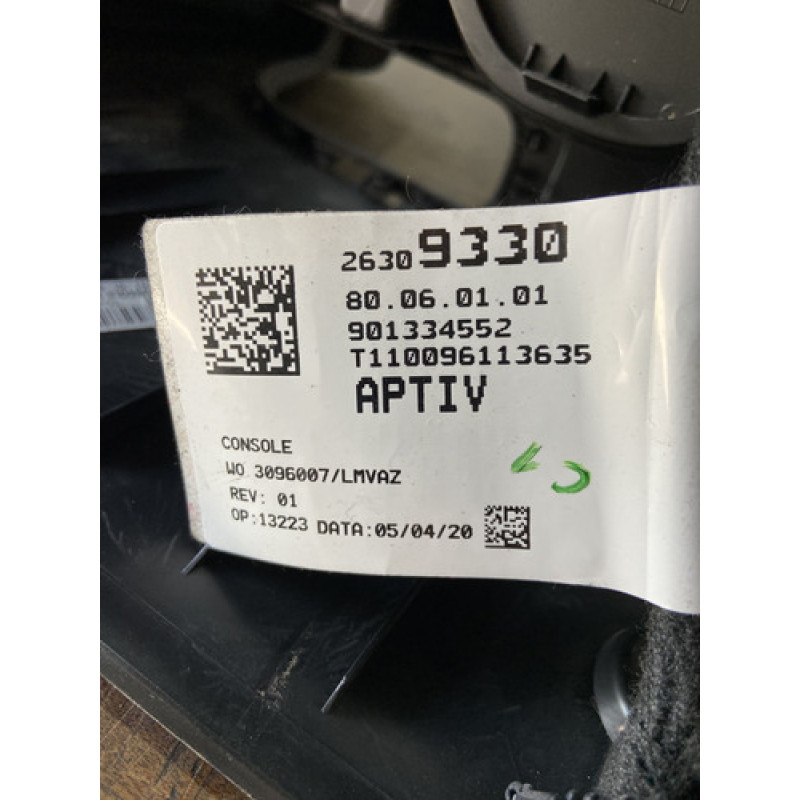 26309330
80.06.01.01
901334552
T110096113635
APTIV
CONSOLE
WO 3096007/LMVAZ
REV: 01
OP:13223 DATA:05/04/20